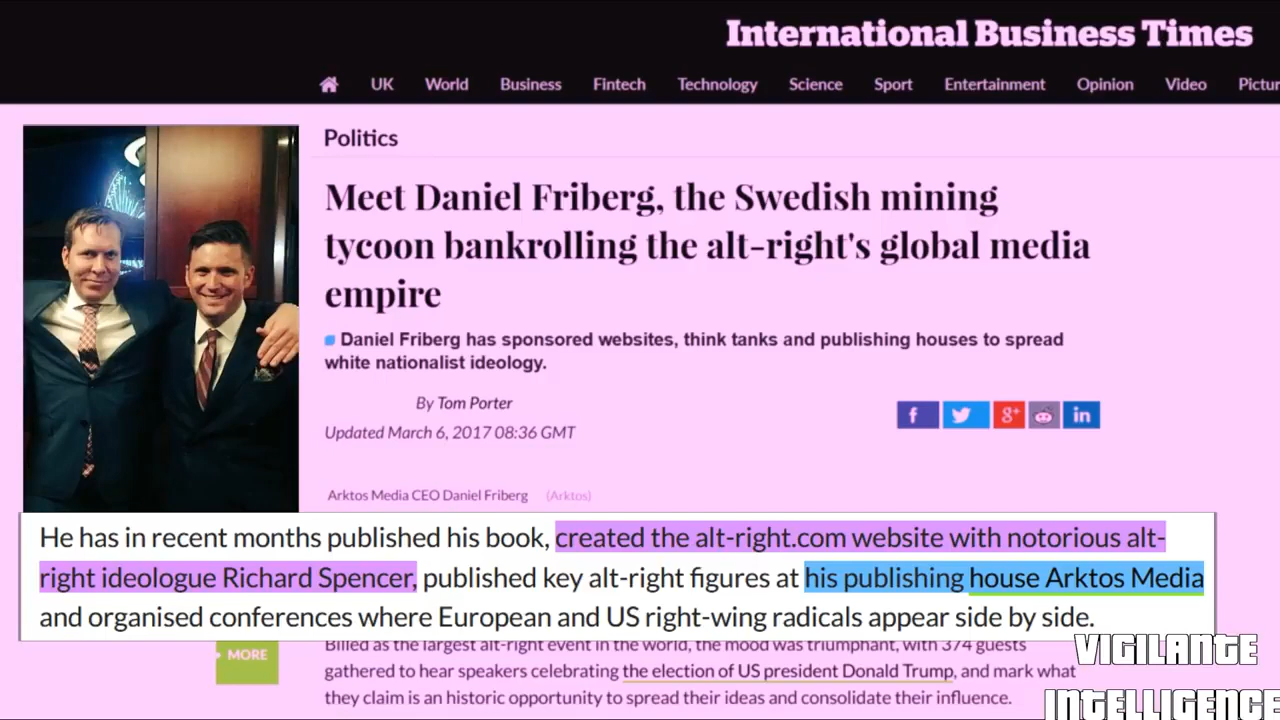 International Business Times
UK World Business Fintech Technology Science Sport Entertainment Opinion Video Pictur
Politics
Meet Daniel Friberg, the Swedish mining
tycoon bankrolling the alt-right's global media
empire
Daniel Friberg has sponsored websites, think tanks and publishing houses to spread
white nationalist ideology.
By Tom Porter
Updated March 6, 2017 08:36 GMT
f g+ in
Arktos Media CEO Daniel Friberg (Arktos)
He has in recent months published his book, created the alt-right.com website with notorious alt-
right ideologue Richard Spencer, published key alt-right figures at his publishing house Arktos Media
and organised conferences where European and US right-wing radicals appear side by side.
MORE
Billed as the largest alt-right event in the world, the mood was triumphant, with 374 guests
gathered to hear speakers celebrating the election of US president Donald Trump, and mark what
they claim is an historic opportunity to spread their ideas and consolidate their influence.
VIGILANTE
INTELLIGENCE